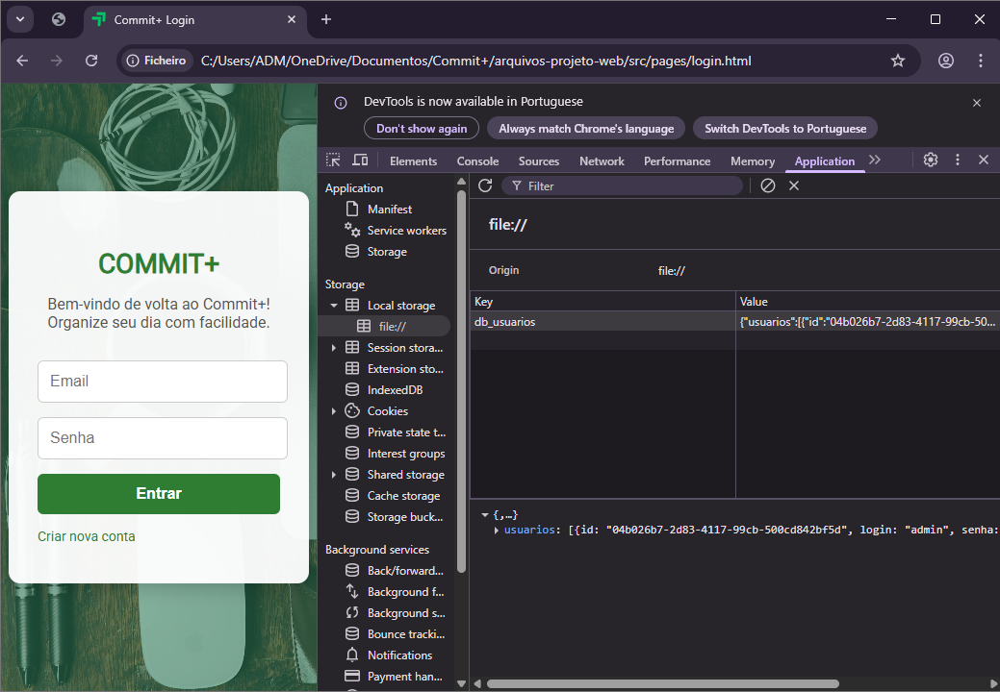 Commit+ Login
Ficheiro
C:/Users/ADM/OneDrive/Documentos/Commit+/arquivos-projeto-web/src/pages/login.html
COMMIT+
Bem-vindo de volta ao Commit+!
Organize seu dia com facilidade.
Email
Senha
Entrar
Criar nova conta
DevTools is now available in Portuguese
Don't show again
Always match Chrome's language
Switch DevTools to Portuguese
Elements
Console
Sources
Network
Performance
Memory
Application
Application
Manifest
Service workers
Storage
Storage
Local storage
file://
Session stora...
Extension sto...
IndexedDB
Cookies
Private state t...
Interest groups
Shared storage
Cache storage
Storage buck...
Background services
Back/forward...
Background f...
Background s...
Bounce tracki...
Notifications
Payment han...
Filter
file://
Origin file://
Key Value
db_usuarios {"usuarios":[{"id":"04b026b7-2d83-4117-99cb-50...
{,…}
usuarios: [{id: "04b026b7-2d83-4117-99cb-500cd842bf5d", login: "admin", senha: